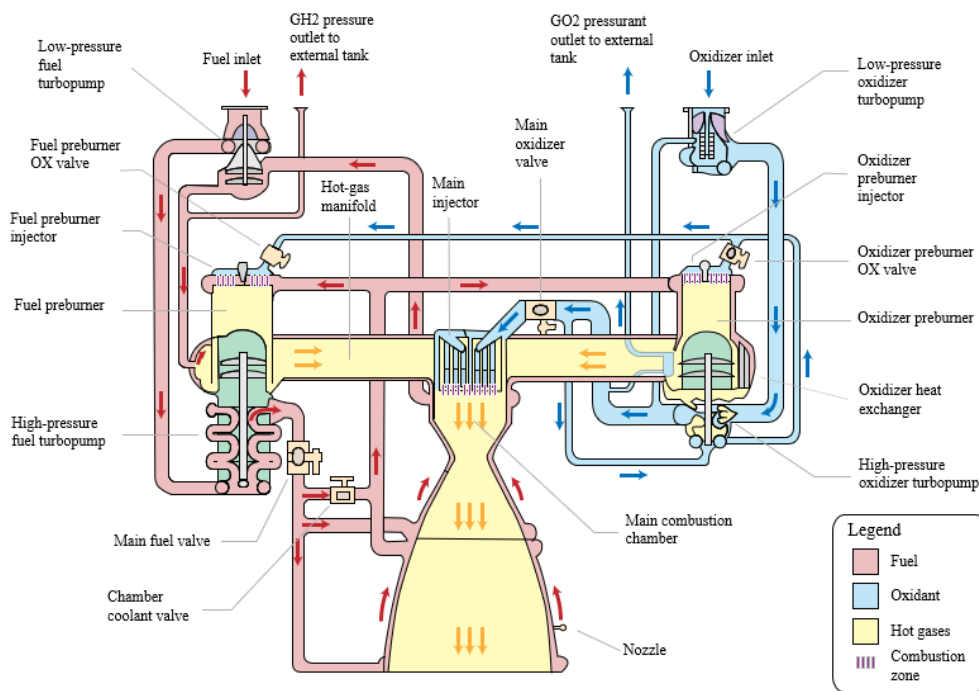 GH2 pressure
outlet to
external tank
GO2 pressurant
outlet to external
tank
Low-pressure
fuel
turbopump
Fuel inlet
Oxidizer inlet
Low-pressure
oxidizer
turbopump
Fuel preburner
OX valve
Main
oxidizer
valve
Oxidizer
preburner
injector
Hot-gas
manifold
Main
injector
Fuel preburner
injector
Oxidizer preburner
OX valve
Fuel preburner
Oxidizer preburner
Oxidizer heat
exchanger
High-pressure
fuel turbopump
High-pressure
oxidizer turbopump
Main fuel valve
Main combustion
chamber
Chamber
coolant valve
Nozzle
Legend
Fuel
Oxidant
Hot gases
Combustion
zone